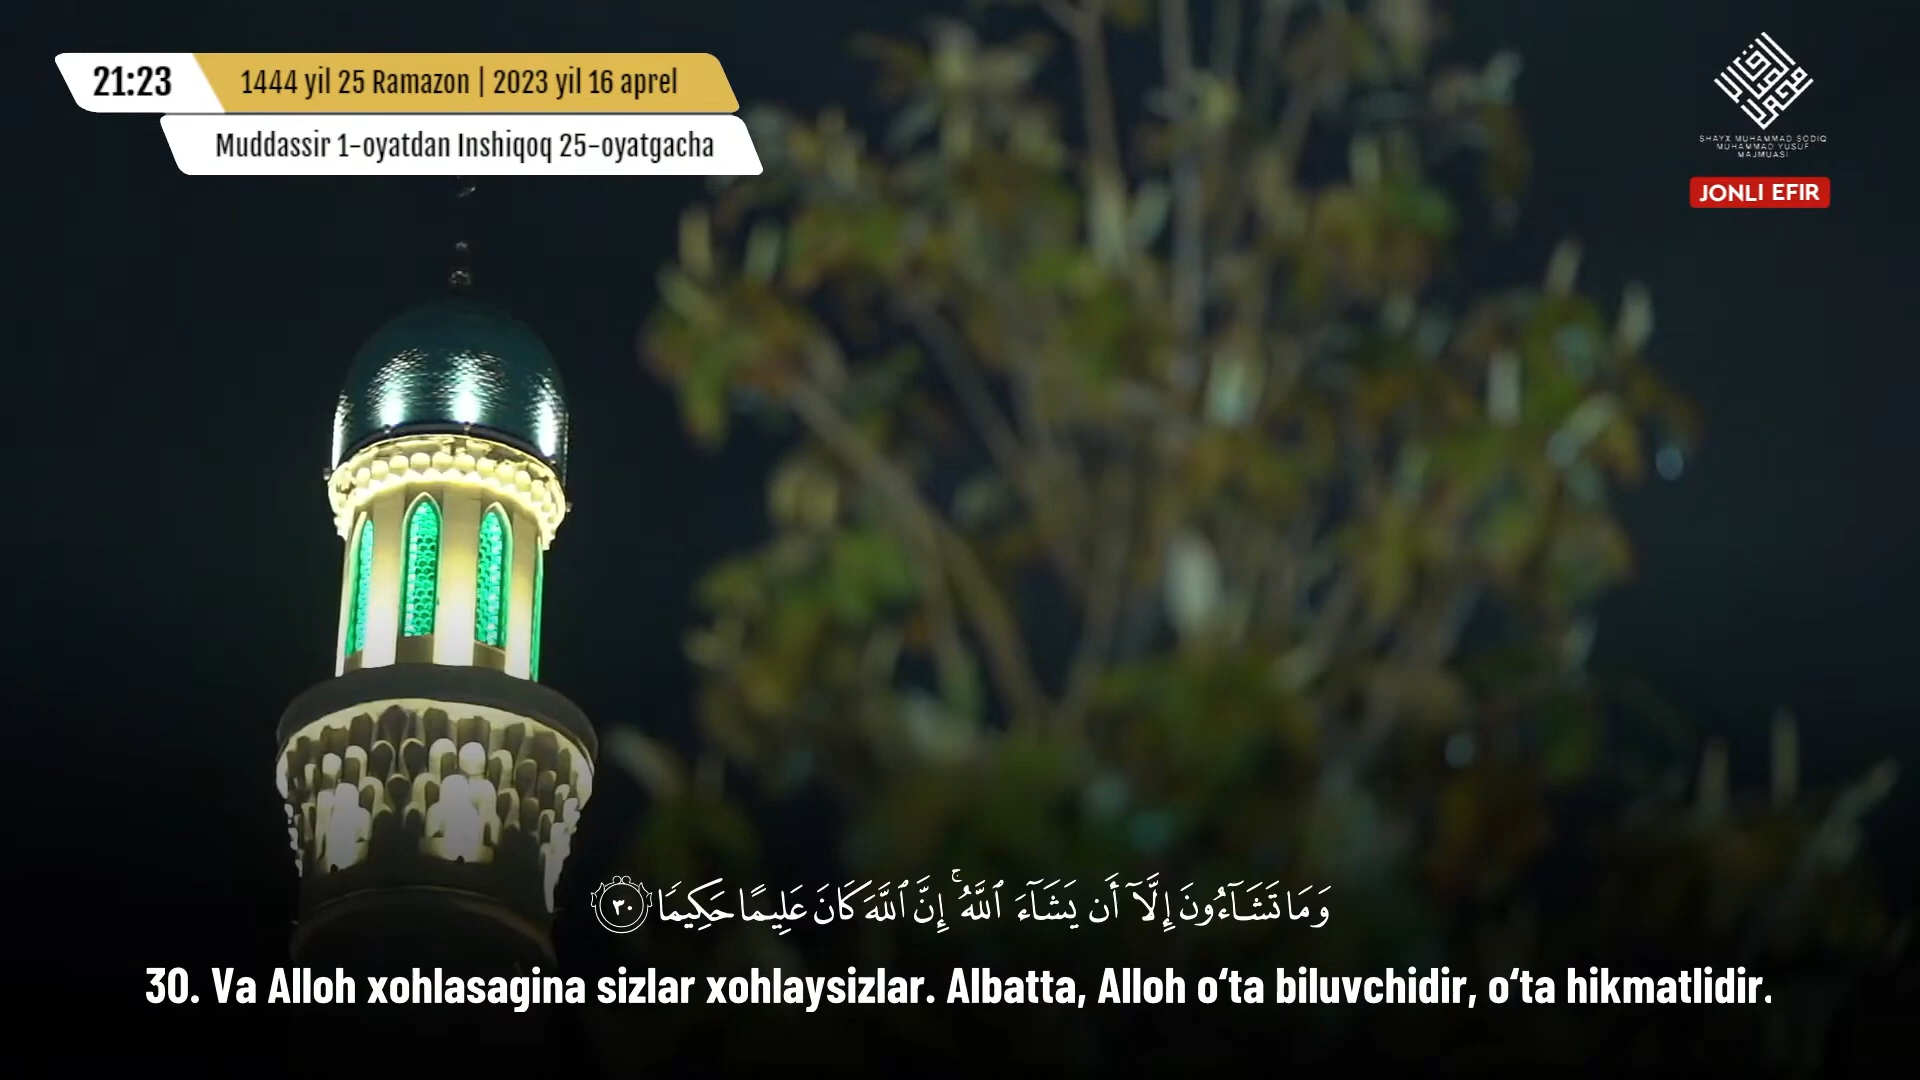 21:23
1444 yil 25 Ramazon | 2023 yil 16 aprel
Muddassir 1-oyatdan Inshiqoq 25-oyatgacha
SHAYX MUHAMMAD SODIQ
MUHAMMAD YUSUF
MAJMUASI
JONLI EFIR
وَمَا تَشَآءُونَ إِلَّآ أَن يَشَآءَ ٱللَّهُ ۚ إِنَّ ٱللَّهَ كَانَ عَلِيمًا حَكِيمًا ٣٠
30. Va Alloh xohlasagina sizlar xohlaysizlar. Albatta, Alloh o‘ta biluvchidir, o‘ta hikmatlidir.